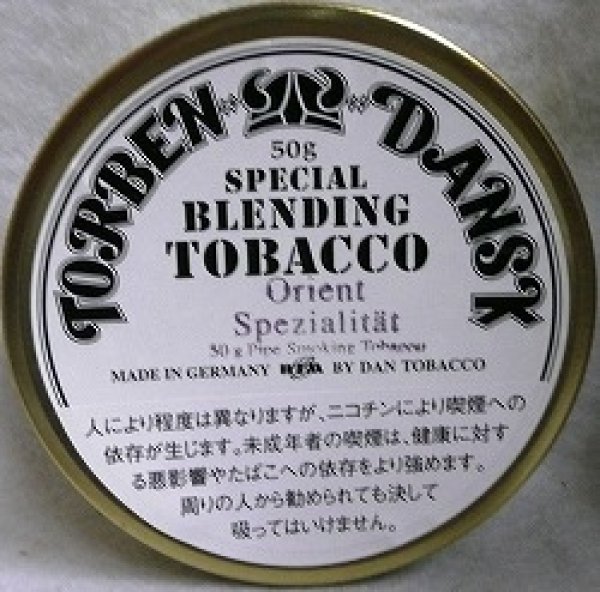 TORBEN DANSK
50g
SPECIAL
BLENDING
TOBACCO
Orient
Spezialität
50 g Pipe Smoking Tobacco
MADE IN GERMANY DTM BY DAN TOBACCO
人により程度は異なりますが、ニコチンにより喫煙への
依存が生じます。未成年者の喫煙は、健康に対す
る悪影響やたばこへの依存をより強めます。
周りの人から勧められても決して
吸ってはいけません。